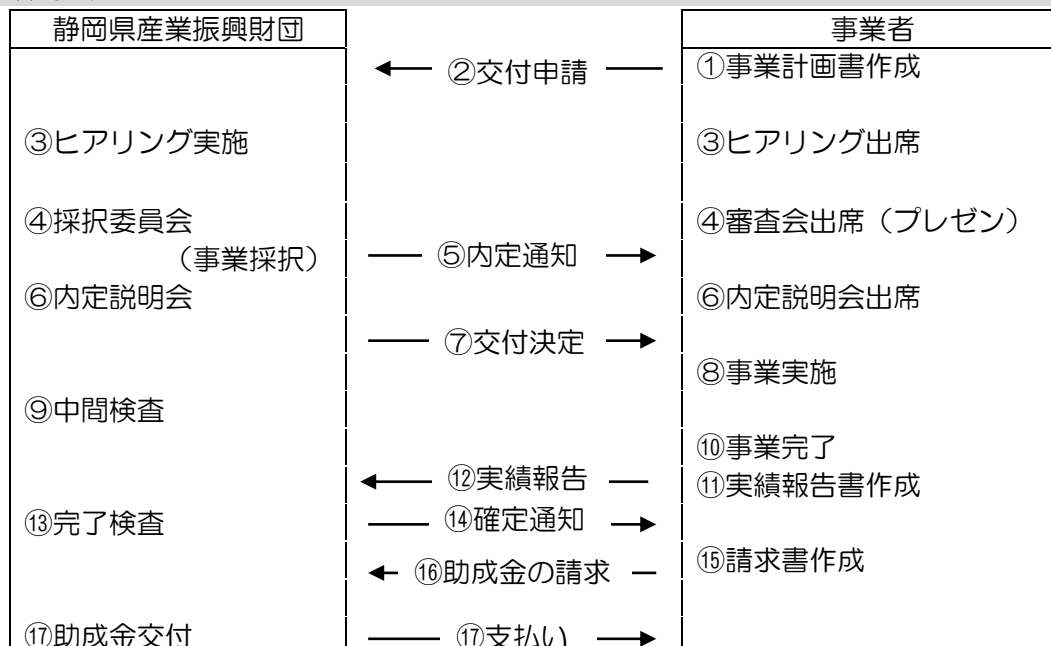 静岡県産業振興財団
事業者
②交付申請
①事業計画書作成
③ヒアリング実施
③ヒアリング出席
④採択委員会
④審査会出席（プレゼン）
（事業採択）
⑤内定通知
⑥内定説明会
⑥内定説明会出席
⑦交付決定
⑧事業実施
⑨中間検査
⑩事業完了
⑫実績報告
⑪実績報告書作成
⑬完了検査
⑭確定通知
⑮請求書作成
⑯助成金の請求
⑰助成金交付
⑰支払い